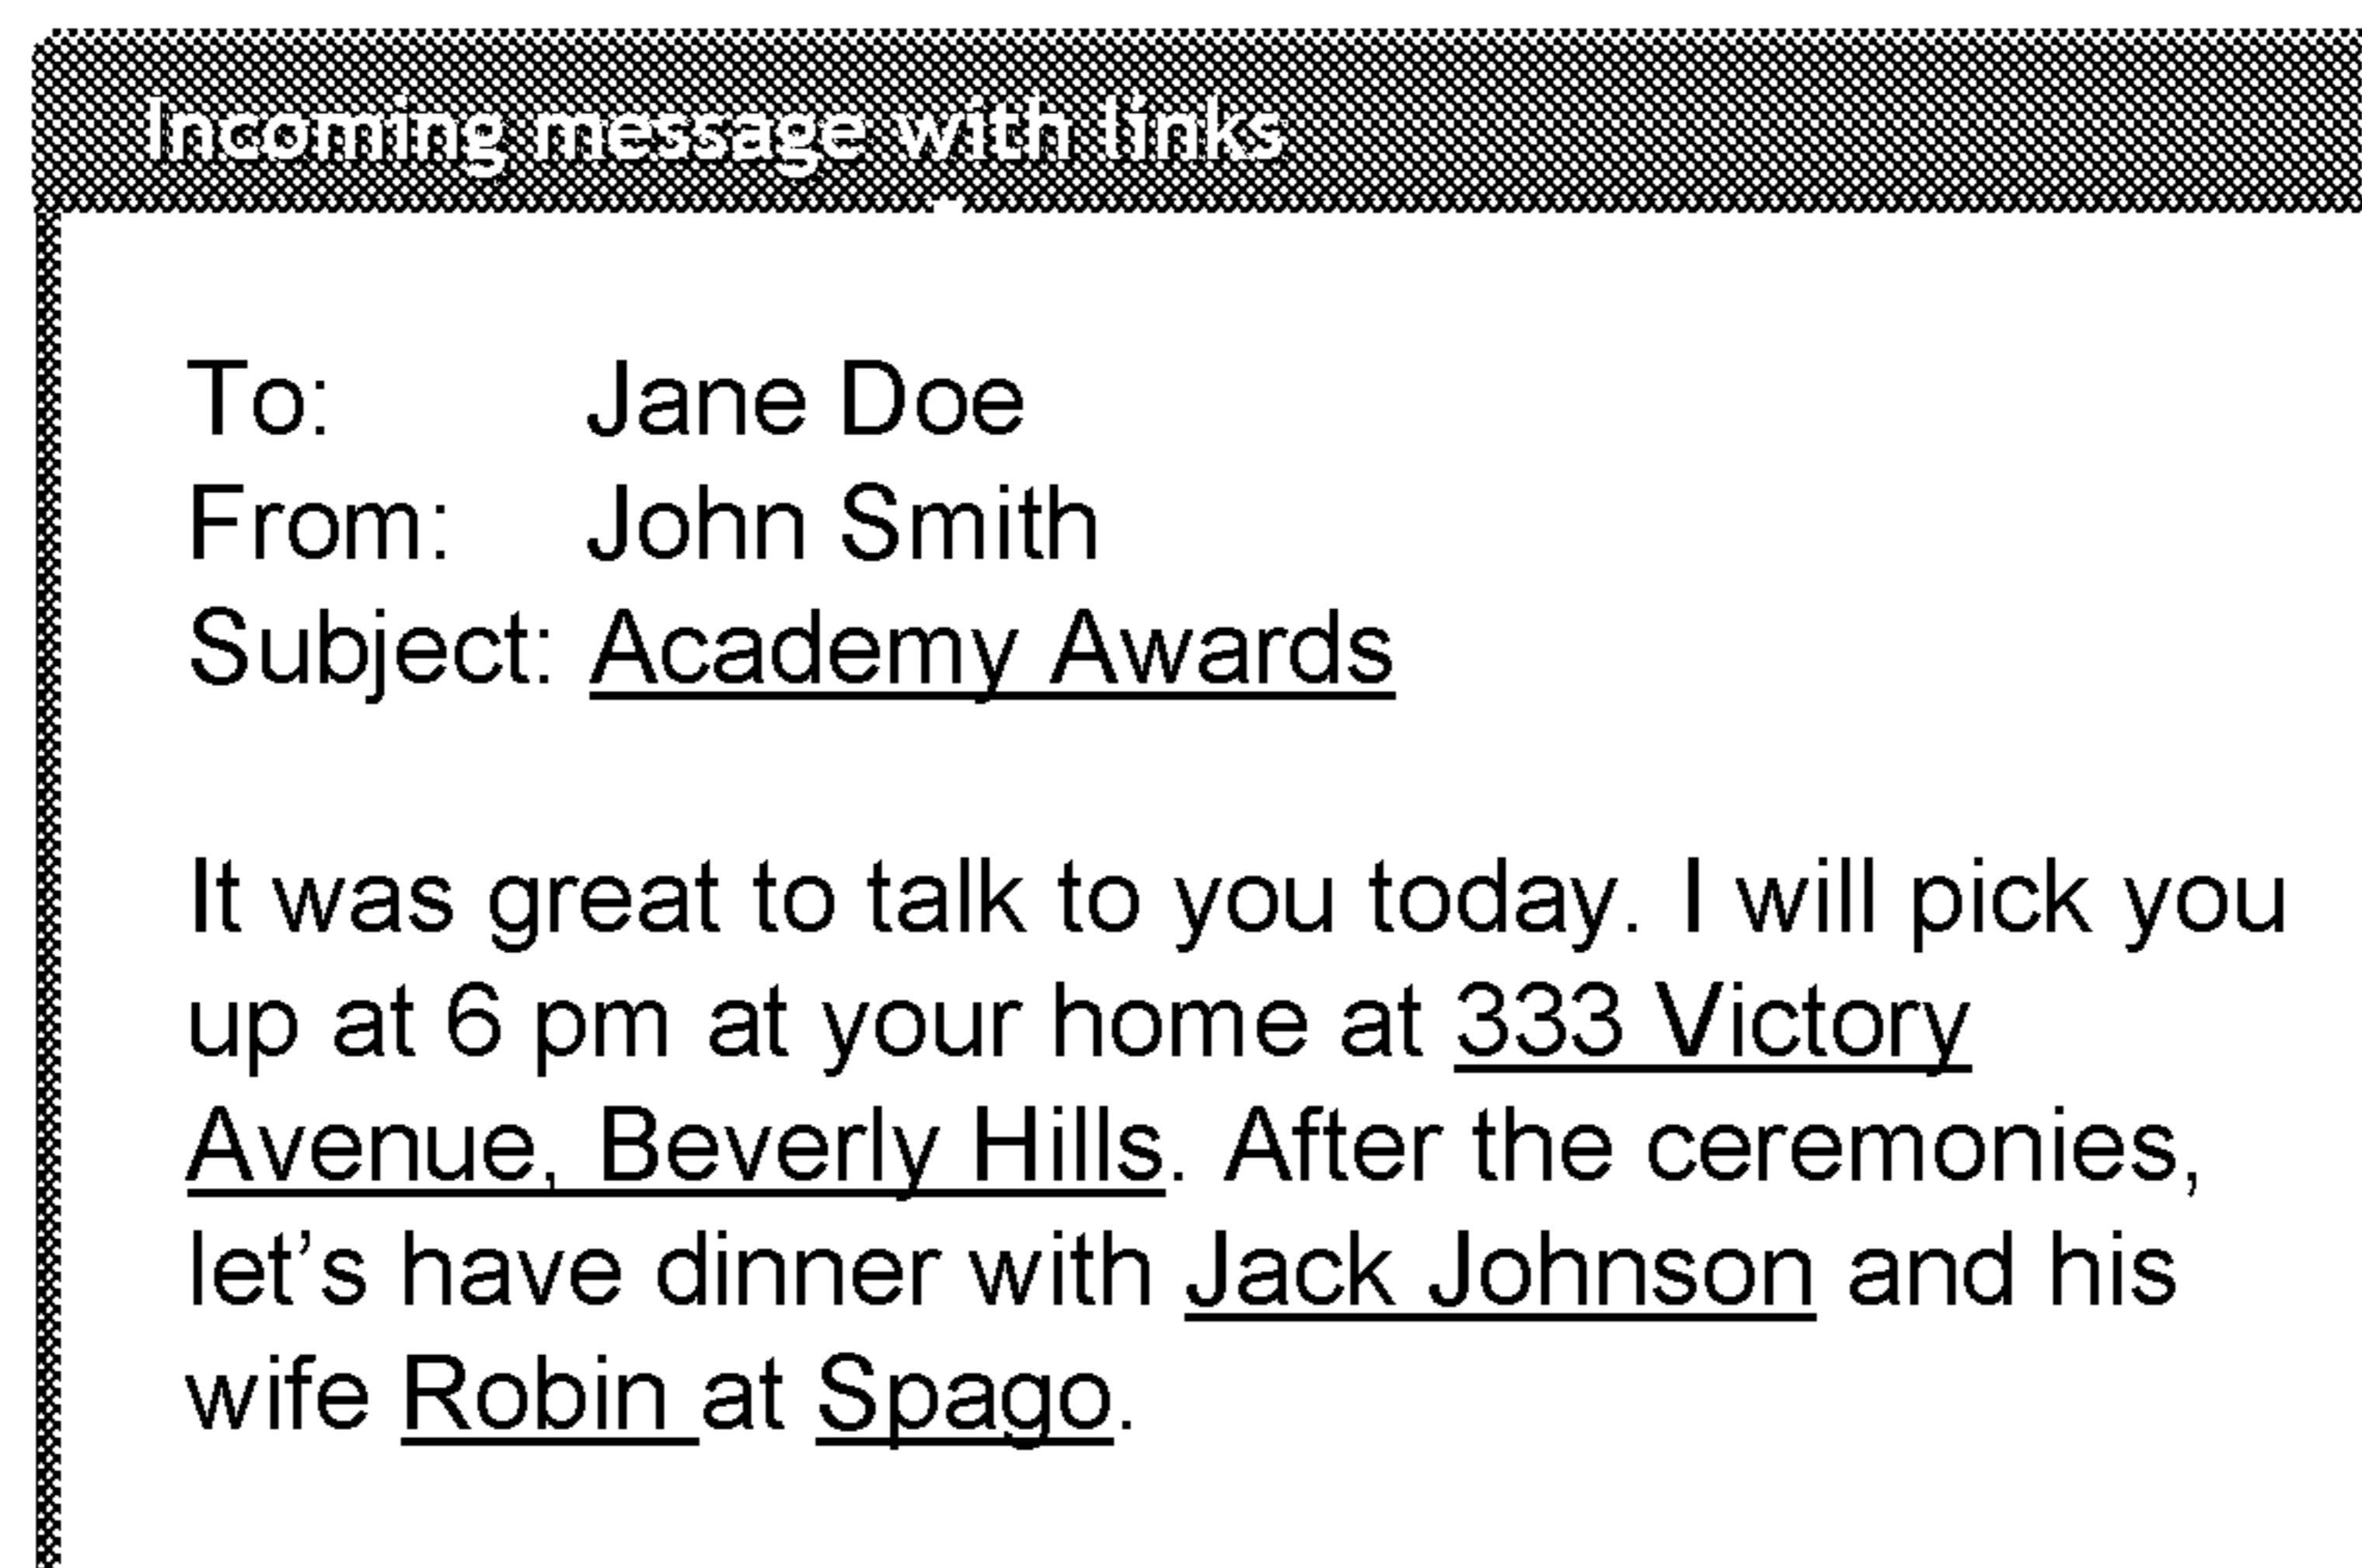 Incoming message with links
To: Jane Doe
From: John Smith
Subject: Academy Awards
It was great to talk to you today. I will pick you
up at 6 pm at your home at 333 Victory
Avenue, Beverly Hills. After the ceremonies,
let’s have dinner with Jack Johnson and his
wife Robin at Spago.